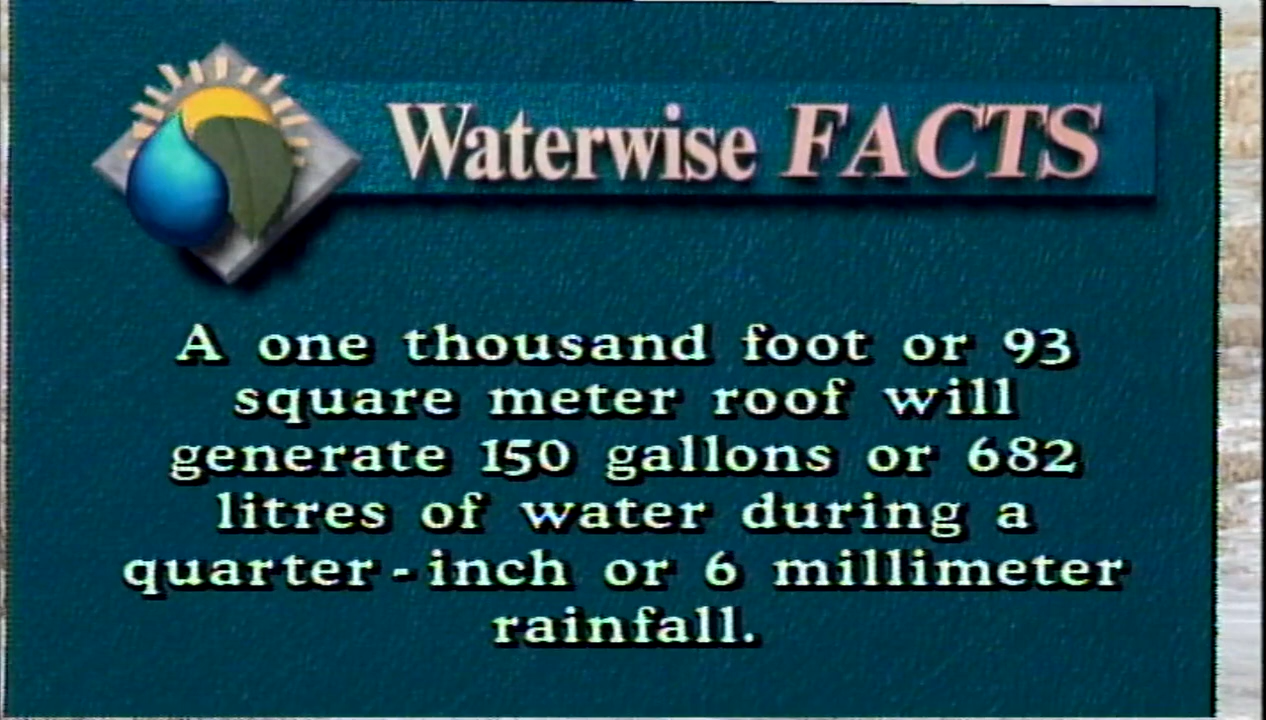 Waterwise FACTS
A one thousand foot or 93
square meter roof will
generate 150 gallons or 682
litres of water during a
quarter-inch or 6 millimeter
rainfall.